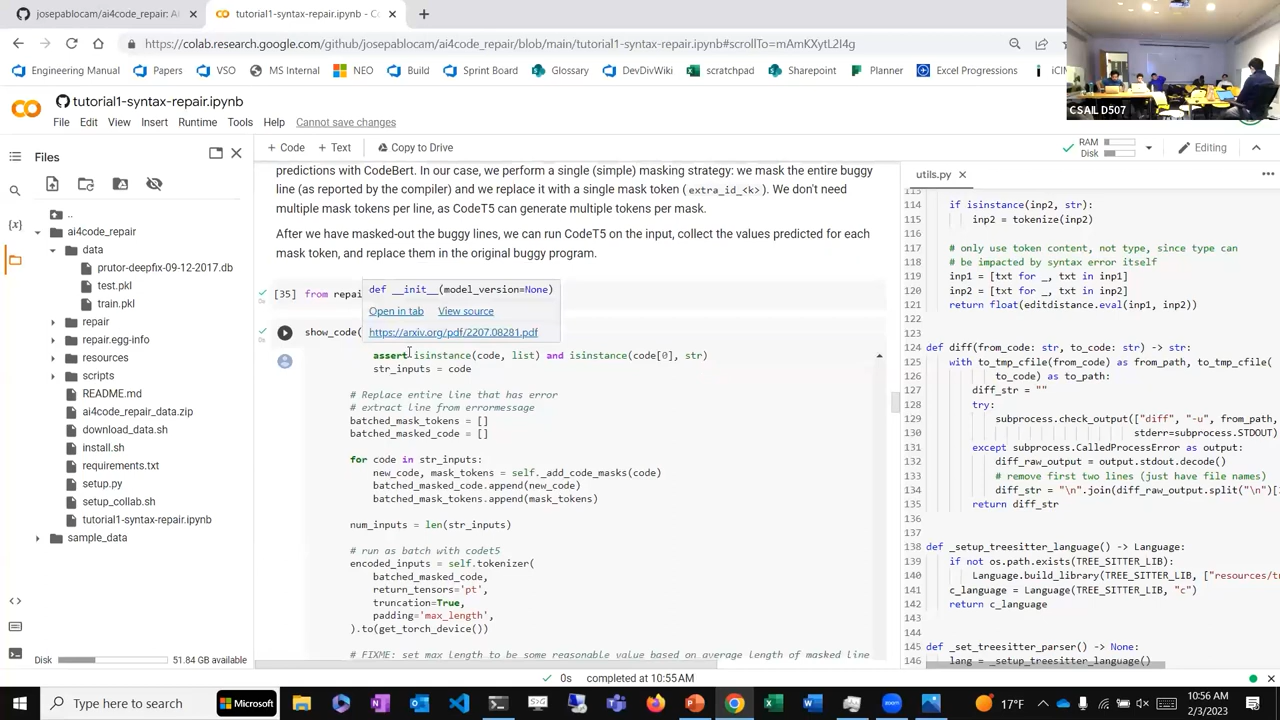 josepablocam/ai4code_repair: A
tutorial1-syntax-repair.ipynb - C
https://colab.research.google.com/github/josepablocam/ai4code_repair/blob/main/tutorial1-syntax-repair.ipynb#scrollTo=mAmKXytL2I4g
Engineering Manual
Papers
VSO
MS Internal
NEO
Build
Sprint Board
Glossary
DevDivWiki
scratchpad
Sharepoint
Planner
Excel Progressions
CSAIL D507
tutorial1-syntax-repair.ipynb
File Edit View Insert Runtime Tools Help Cannot save changes
Files
+ Code + Text Copy to Drive
RAM
Disk
Editing
..
ai4code_repair
data
prutor-deepfix-09-12-2017.db
test.pkl
train.pkl
repair
repair.egg-info
resources
scripts
README.md
ai4code_repair_data.zip
download_data.sh
install.sh
requirements.txt
setup.py
setup_collab.sh
tutorial1-syntax-repair.ipynb
sample_data
Disk 51.84 GB available
predictions with CodeBert. In our case, we perform a single (simple) masking strategy: we mask the entire buggy
line (as reported by the compiler) and we replace it with a single mask token (extra_id_<k>). We don't need
multiple mask tokens per line, as CodeT5 can generate multiple tokens per mask.
After we have masked-out the buggy lines, we can run CodeT5 on the input, collect the values predicted for each
mask token, and replace them in the original buggy program.
[35] from repai
def __init__(model_version=None)
Open in tab View source
https://arxiv.org/pdf/2207.08281.pdf
show_code(
assert isinstance(code, list) and isinstance(code[0], str)
str_inputs = code
# Replace entire line that has error
# extract line from errormessage
batched_mask_tokens = []
batched_masked_code = []
for code in str_inputs:
new_code, mask_tokens = self._add_code_masks(code)
batched_masked_code.append(new_code)
batched_mask_tokens.append(mask_tokens)
num_inputs = len(str_inputs)
# run as batch with codet5
encoded_inputs = self.tokenizer(
batched_masked_code,
return_tensors='pt',
truncation=True,
padding='max_length',
).to(get_torch_device())
# FIXME: set max length to be some reasonable value based on average length of masked line
0s completed at 10:55 AM
utils.py
113
114 if isinstance(inp2, str):
115 inp2 = tokenize(inp2)
116
117 # only use token content, not type, since type can
118 # be impacted by syntax error itself
119 inp1 = [txt for _, txt in inp1]
120 inp2 = [txt for _, txt in inp2]
121 return float(editdistance.eval(inp1, inp2))
122
123
124 def diff(from_code: str, to_code: str) -> str:
125 with to_tmp_cfile(from_code) as from_path, to_tmp_cfile(
126 to_code) as to_path:
127 diff_str = ""
128 try:
129 subprocess.check_output(["diff", "-u", from_path,
130 stderr=subprocess.STDOUT)
131 except subprocess.CalledProcessError as output:
132 diff_raw_output = output.stdout.decode()
133 # remove first two lines (just have file names)
134 diff_str = "\n".join(diff_raw_output.split("\n")[
135 return diff_str
136
137
138 def _setup_treesitter_language() -> Language:
139 if not os.path.exists(TREE_SITTER_LIB):
140 Language.build_library(TREE_SITTER_LIB, ["resources/tr
141 c_language = Language(TREE_SITTER_LIB, "c")
142 return c_language
143
144
145 def _set_treesitter_parser() -> None:
146 lang = _setup_treesitter_language()
Type here to search
Microsoft
17°F
10:56 AM
2/3/2023